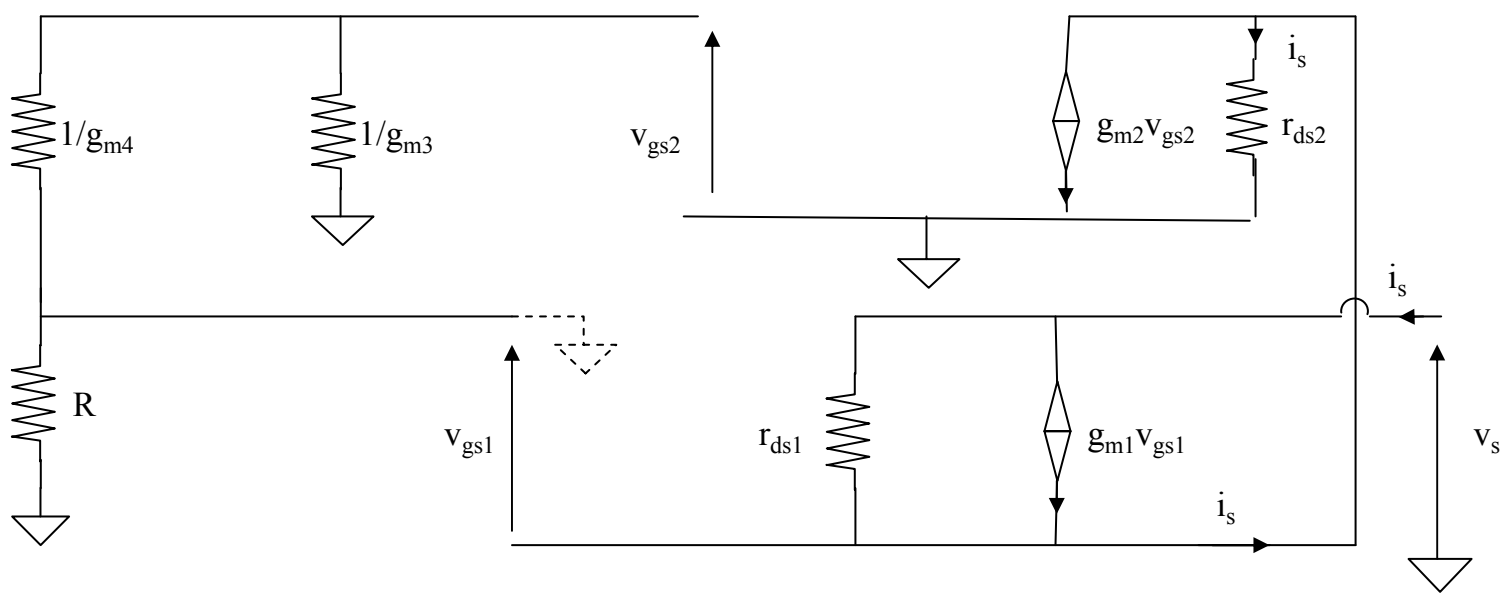 i_s
1/g_m4
1/g_m3
v_gs2
g_m2v_gs2
r_ds2
i_s
R
v_gs1
r_ds1
g_m1v_gs1
v_s
i_s